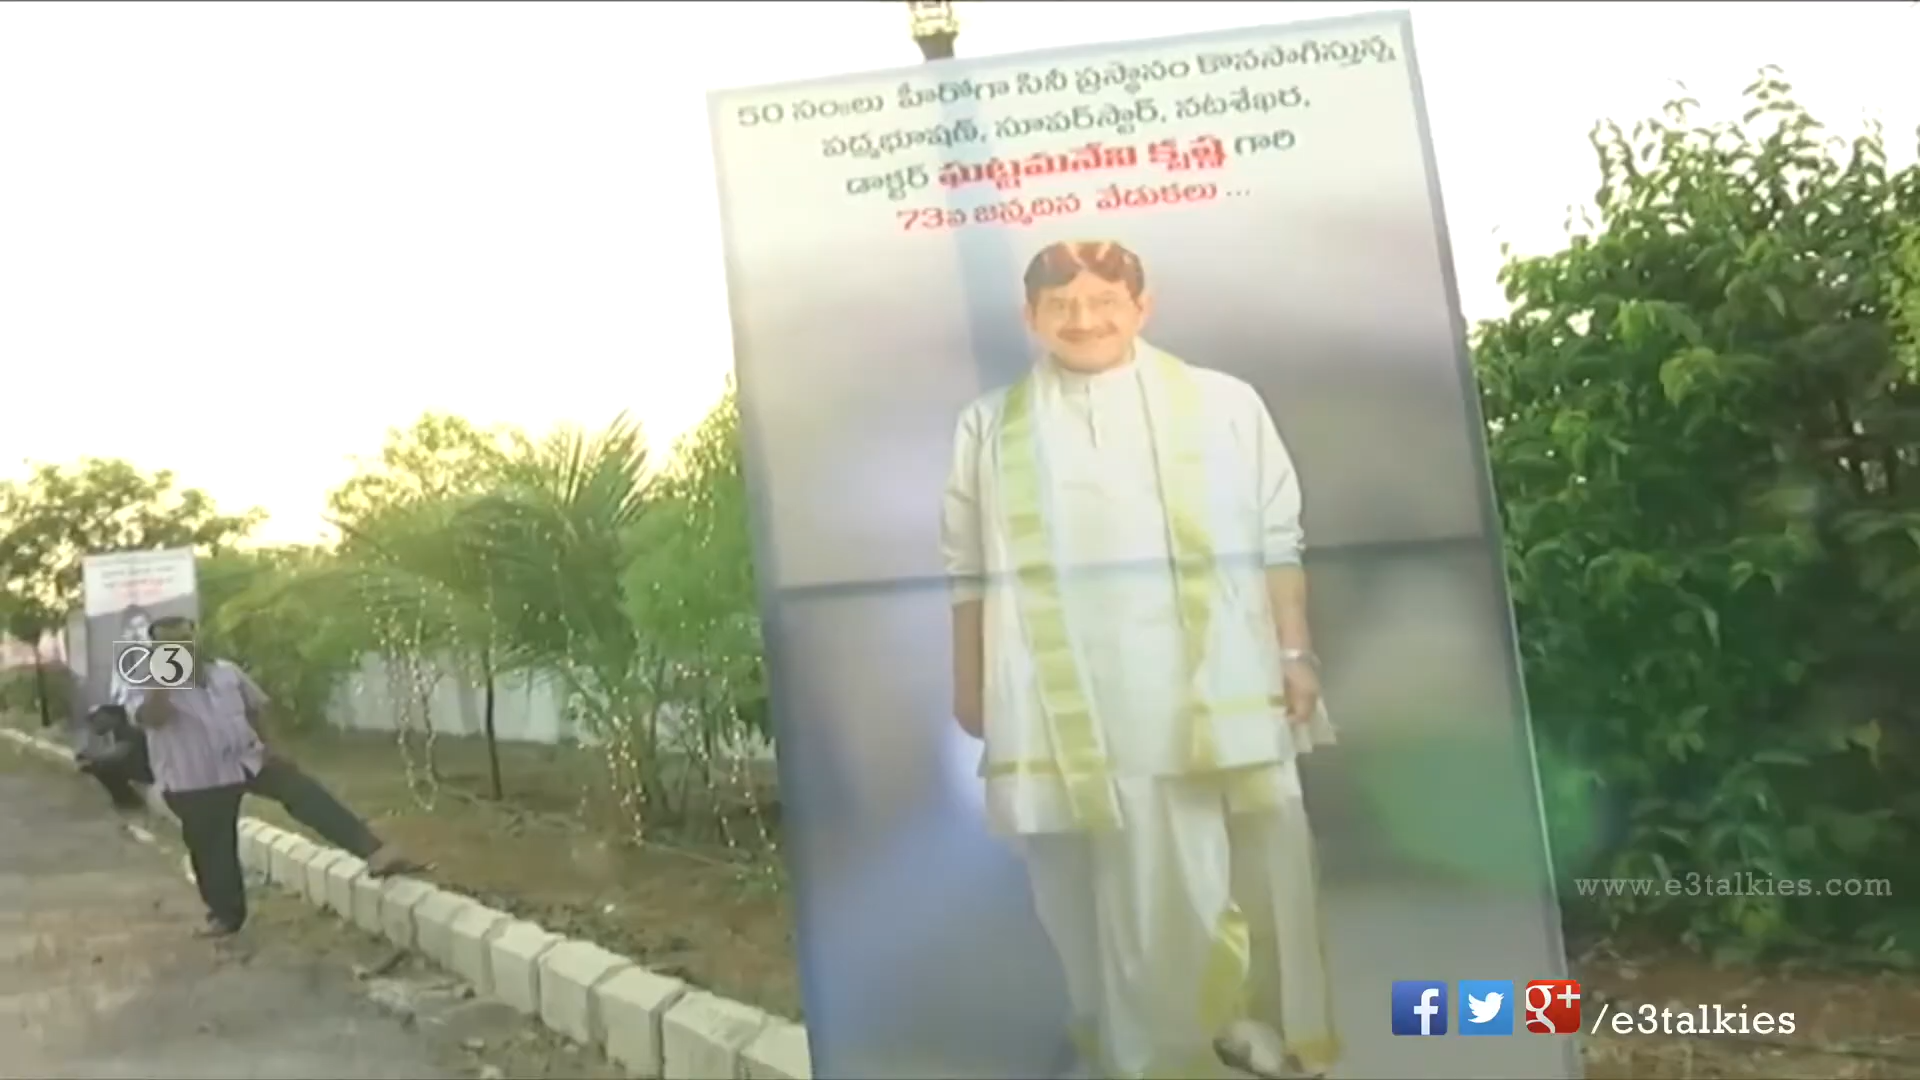 50 సం॥లు హీరోగా సినీ ప్రస్థానం కొనసాగిస్తున్న
పద్మభూషణ్, సూపర్‌స్టార్, నటశేఖర,
డాక్టర్ ఘట్టమనేని కృష్ణ గారి
73వ జన్మదిన వేడుకలు ...
e3
www.e3talkies.com
/e3talkies